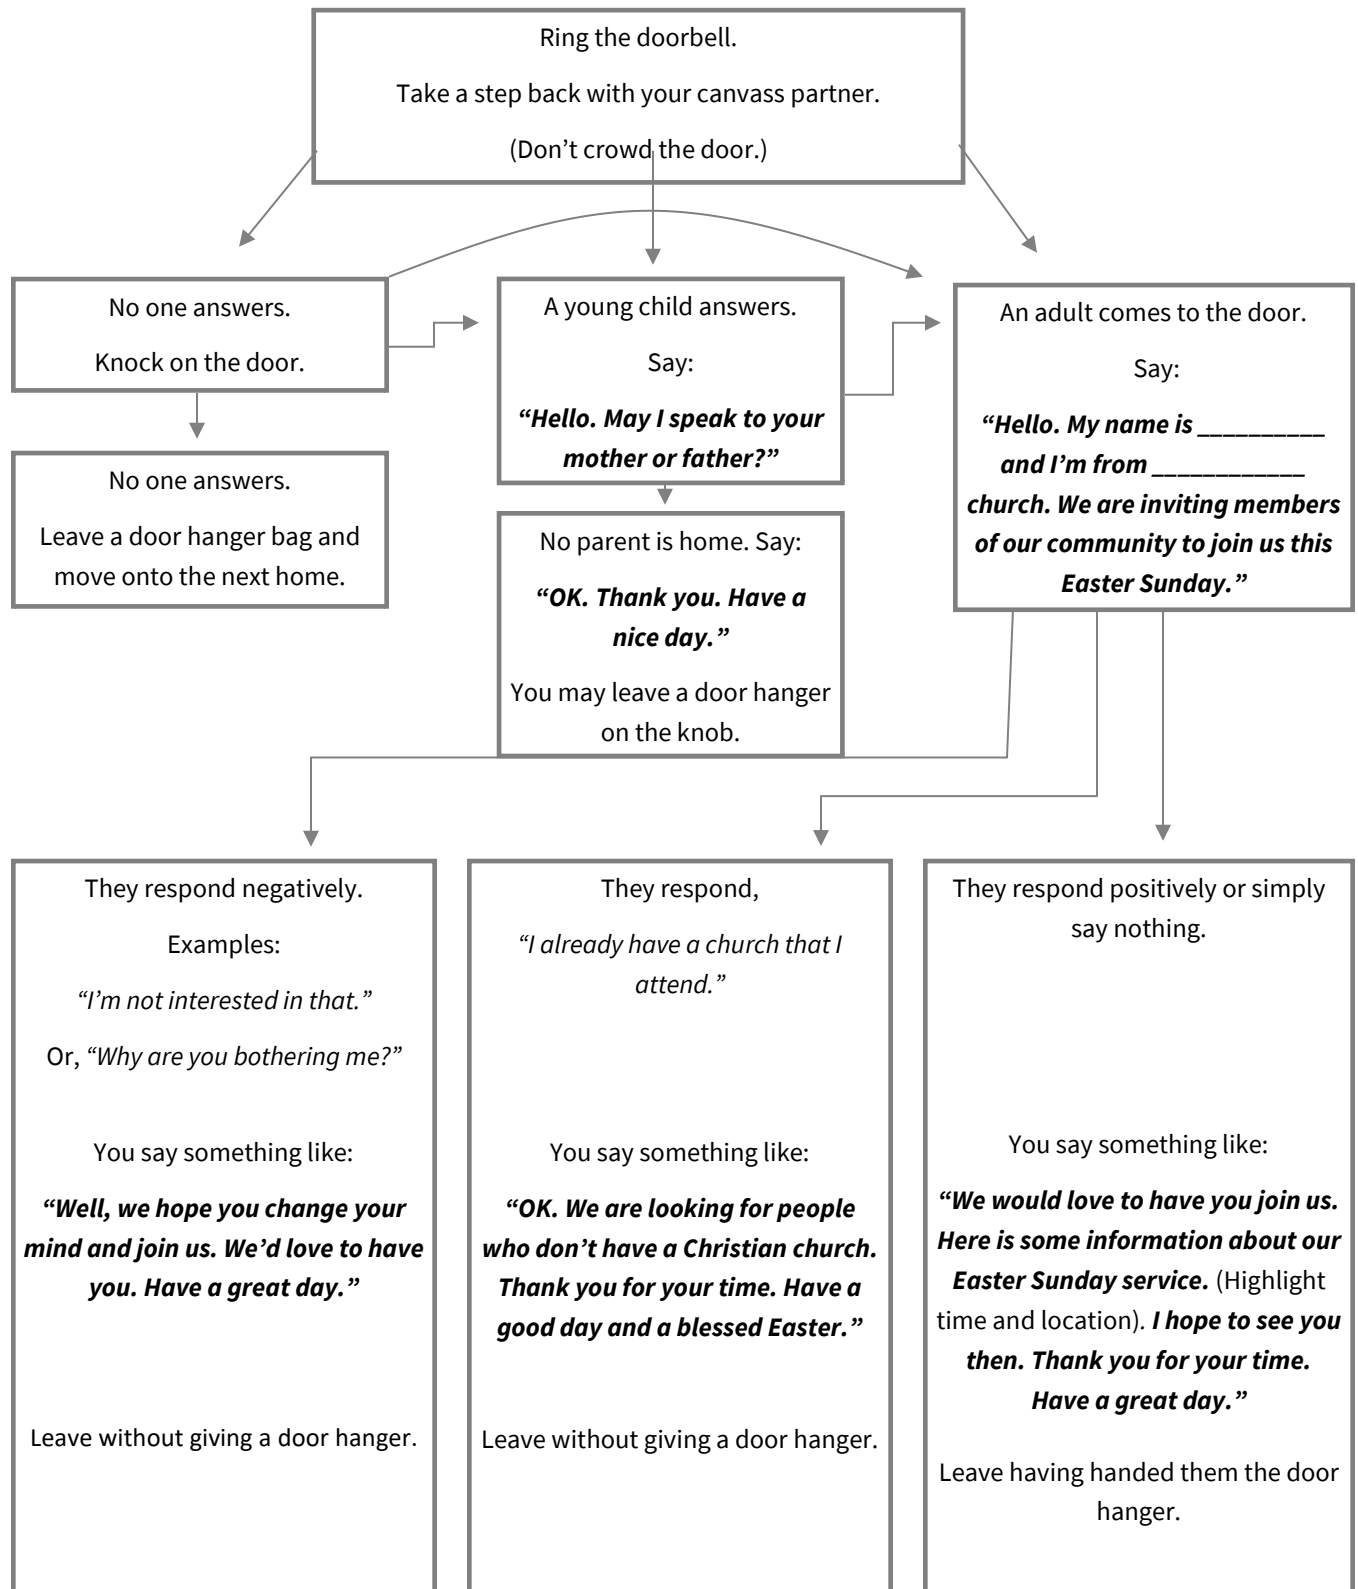 Ring the doorbell.
Take a step back with your canvass partner.
(Don’t crowd the door.)
No one answers.
Knock on the door.
No one answers.
Leave a door hanger bag and
move onto the next home.
A young child answers.
Say:
“Hello. May I speak to your
mother or father?”
No parent is home. Say:
“OK. Thank you. Have a
nice day.”
You may leave a door hanger
on the knob.
An adult comes to the door.
Say:
“Hello. My name is __________
and I’m from ____________
church. We are inviting members
of our community to join us this
Easter Sunday.”
They respond negatively.
Examples:
“I’m not interested in that.”
Or, “Why are you bothering me?”
You say something like:
“Well, we hope you change your
mind and join us. We’d love to have
you. Have a great day.”
Leave without giving a door hanger.
They respond,
“I already have a church that I
attend.”
You say something like:
“OK. We are looking for people
who don’t have a Christian church.
Thank you for your time. Have a
good day and a blessed Easter.”
Leave without giving a door hanger.
They respond positively or simply
say nothing.
You say something like:
“We would love to have you join us.
Here is some information about our
Easter Sunday service. (Highlight
time and location). I hope to see you
then. Thank you for your time.
Have a great day.”
Leave having handed them the door
hanger.